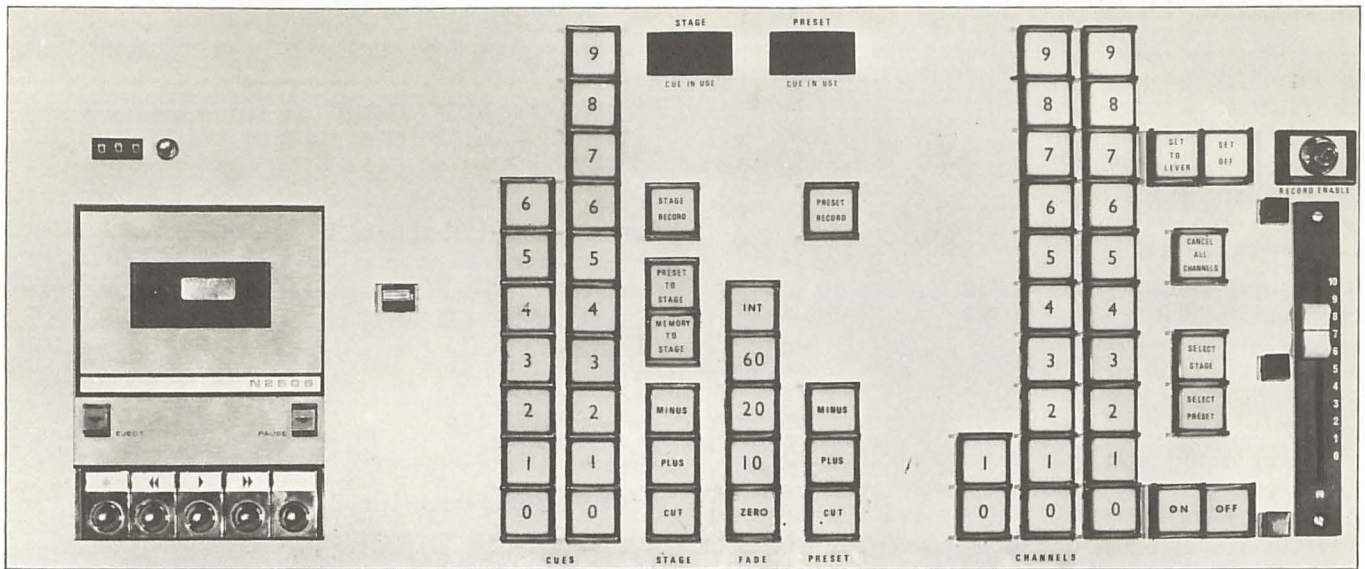 0 0 0
EJECT
PAUSE
6
5
4
3
2
1
0
9
8
7
6
5
4
3
2
1
0
CUES
STAGE
CUE IN USE
STAGE
RECORD
PRESET
TO
STAGE
MEMORY
TO
STAGE
MINUS
PLUS
CUT
STAGE
INT
60
20
10
ZERO
FADE
PRESET
CUE IN USE
PRESET
RECORD
MINUS
PLUS
CUT
PRESET
1
0
9
8
7
6
5
4
3
2
1
0
9
8
7
6
5
4
3
2
1
0
CHANNELS
SET
TO
LEVER
SET
OFF
CANCEL
ALL
CHANNELS
SELECT
STAGE
SELECT
PRESET
ON
OFF
RECORD ENABLE
10
9
8
7
6
5
4
3
2
1
0